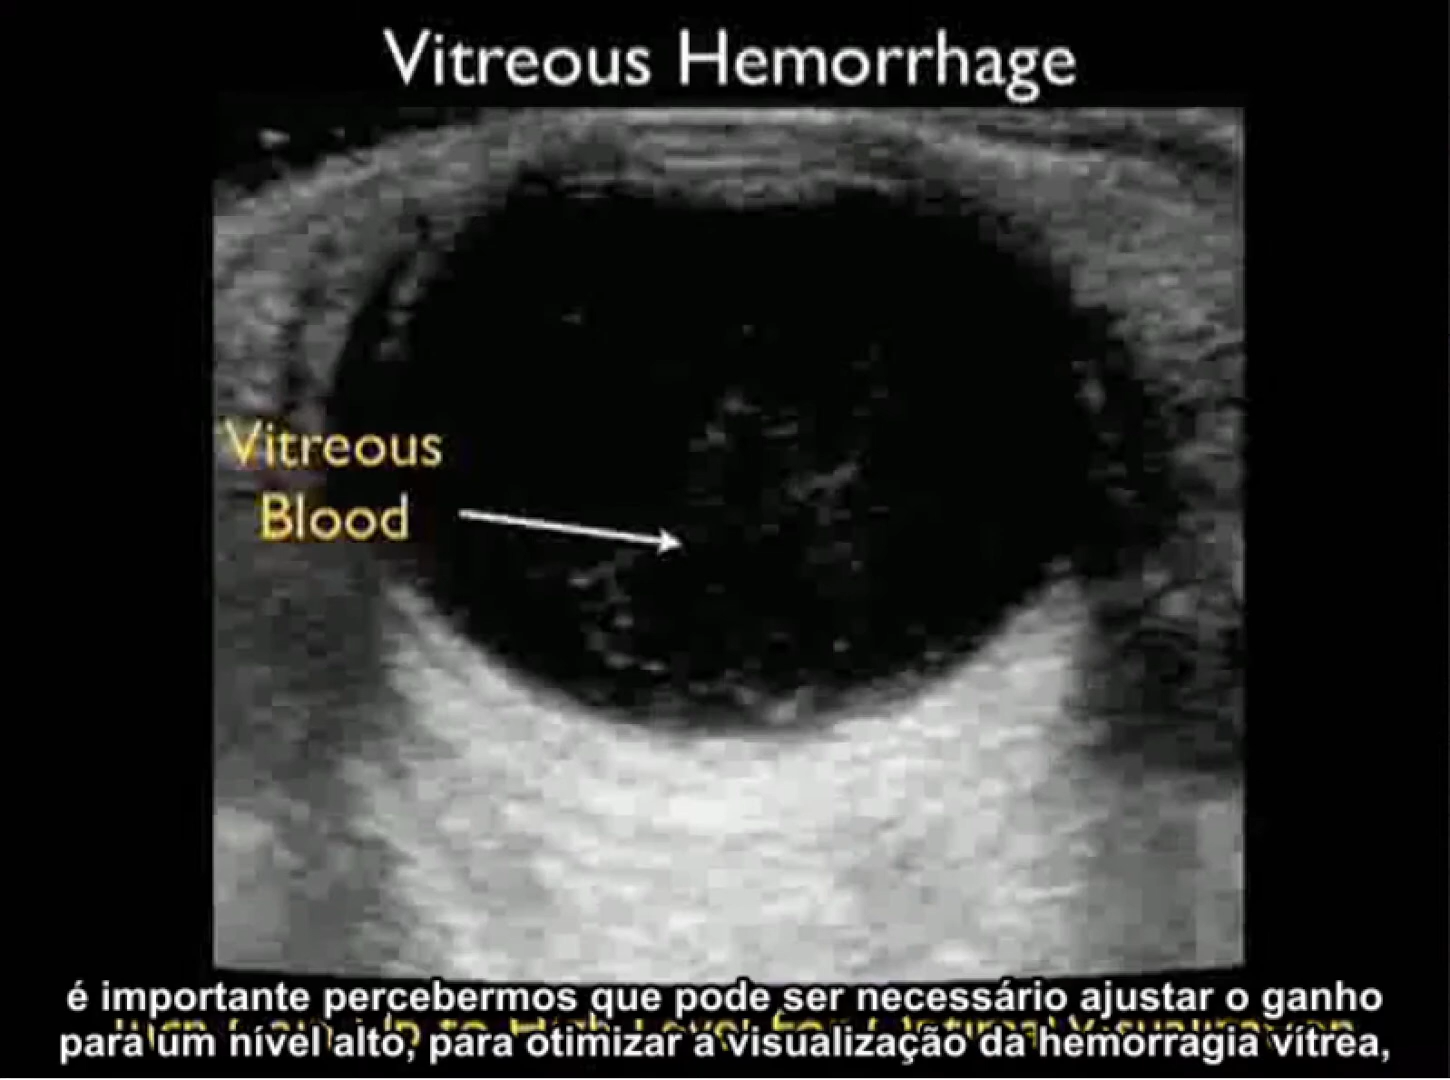 Vitreous Hemorrhage
Vitreous
Blood
é importante percebermos que pode ser necessário ajustar o ganho
para um nível alto, para otimizar a visualização da hemorragia vítrea,